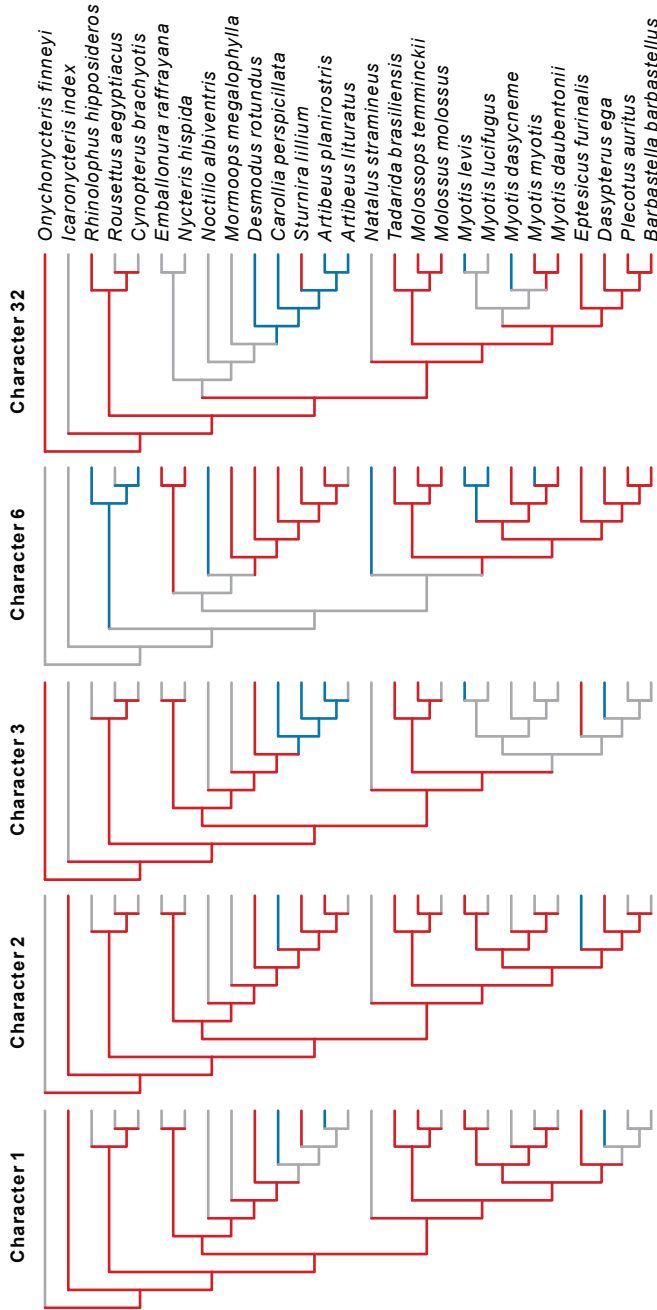 Character 1
Character 2
Character 3
Character 6
Character 32
Onychonycteris finneyi
Icaronycteris index
Rhinolophus hipposideros
Rousettus aegyptiacus
Cynopterus brachyotis
Emballonura raffrayana
Nycteris hispida
Noctilio albiventris
Mormoops megalophylla
Desmodus rotundus
Carollia perspicillata
Sturnira lillium
Artibeus planirostris
Artibeus lituratus
Natalus stramineus
Tadarida brasiliensis
Molossops temminckii
Molossus molossus
Myotis levis
Myotis lucifugus
Myotis dasycneme
Myotis myotis
Myotis daubentonii
Eptesicus furinalis
Dasypterus ega
Plecotus auritus
Barbastella barbastellus